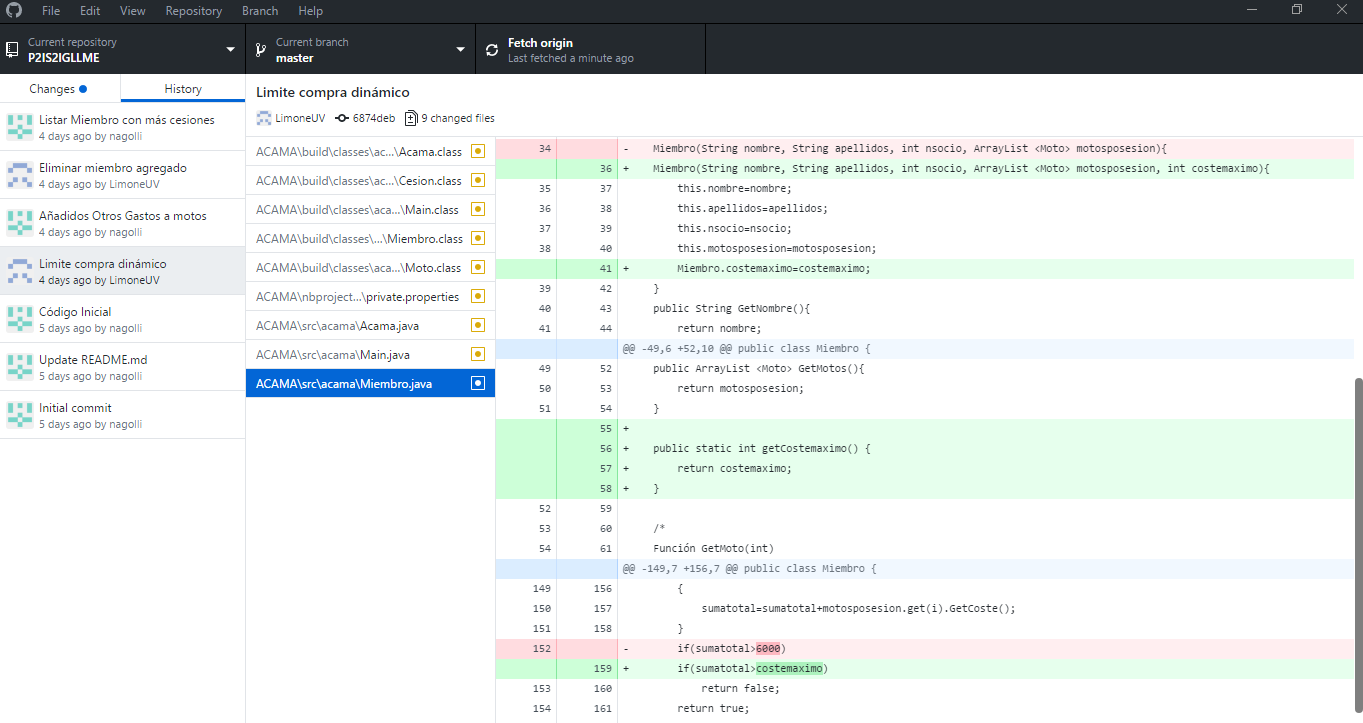 File Edit View Repository Branch Help
Current repository
P2IS2IGLLME
Current branch
master
Fetch origin
Last fetched a minute ago
Changes
History
Listar Miembro con más cesiones
4 days ago by nagolli
Eliminar miembro agregado
4 days ago by LimoneUV
Añadidos Otros Gastos a motos
4 days ago by nagolli
Limite compra dinámico
4 days ago by LimoneUV
Código Inicial
5 days ago by nagolli
Update README.md
5 days ago by nagolli
Initial commit
5 days ago by nagolli
Limite compra dinámico
LimoneUV 6874deb 9 changed files
ACAMA\build\classes\ac...\Acama.class
ACAMA\build\classes\ac...\Cesion.class
ACAMA\build\classes\aca...\Main.class
ACAMA\build\classes\...\Miembro.class
ACAMA\build\classes\aca...\Moto.class
ACAMA\nbproject...\private.properties
ACAMA\src\acama\Acama.java
ACAMA\src\acama\Main.java
ACAMA\src\acama\Miembro.java
34 - Miembro(String nombre, String apellidos, int nsocio, ArrayList <Moto> motosposesion){
36 + Miembro(String nombre, String apellidos, int nsocio, ArrayList <Moto> motosposesion, int costemaximo){
35 37 this.nombre=nombre;
36 38 this.apellidos=apellidos;
37 39 this.nsocio=nsocio;
38 40 this.motosposesion=motosposesion;
41 + Miembro.costemaximo=costemaximo;
39 42 }
40 43 public String GetNombre(){
41 44 return nombre;
@@ -49,6 +52,10 @@ public class Miembro {
49 52 public ArrayList <Moto> GetMotos(){
50 53 return motosposesion;
51 54 }
55 +
56 + public static int getCostemaximo() {
57 + return costemaximo;
58 + }
52 59
53 60 /*
54 61 Función GetMoto(int)
@@ -149,7 +156,7 @@ public class Miembro {
149 156 {
150 157 sumatotal=sumatotal+motosposesion.get(i).GetCoste();
151 158 }
152 - if(sumatotal>6000)
159 + if(sumatotal>costemaximo)
153 160 return false;
154 161 return true;